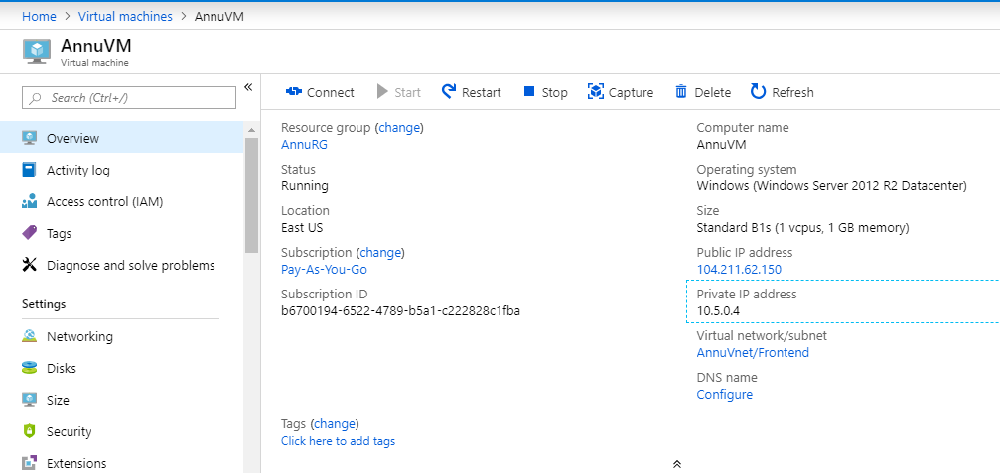 Home > Virtual machines > AnnuVM
AnnuVM
Virtual machine
Search (Ctrl+/)
«
Overview
Activity log
Access control (IAM)
Tags
Diagnose and solve problems
Settings
Networking
Disks
Size
Security
Extensions
Connect Start Restart Stop Capture Delete Refresh
Resource group (change)
AnnuRG
Status
Running
Location
East US
Subscription (change)
Pay-As-You-Go
Subscription ID
b6700194-6522-4789-b5a1-c222828c1fba
Computer name
AnnuVM
Operating system
Windows (Windows Server 2012 R2 Datacenter)
Size
Standard B1s (1 vcpus, 1 GB memory)
Public IP address
104.211.62.150
Private IP address
10.5.0.4
Virtual network/subnet
AnnuVnet/Frontend
DNS name
Configure
Tags (change)
Click here to add tags